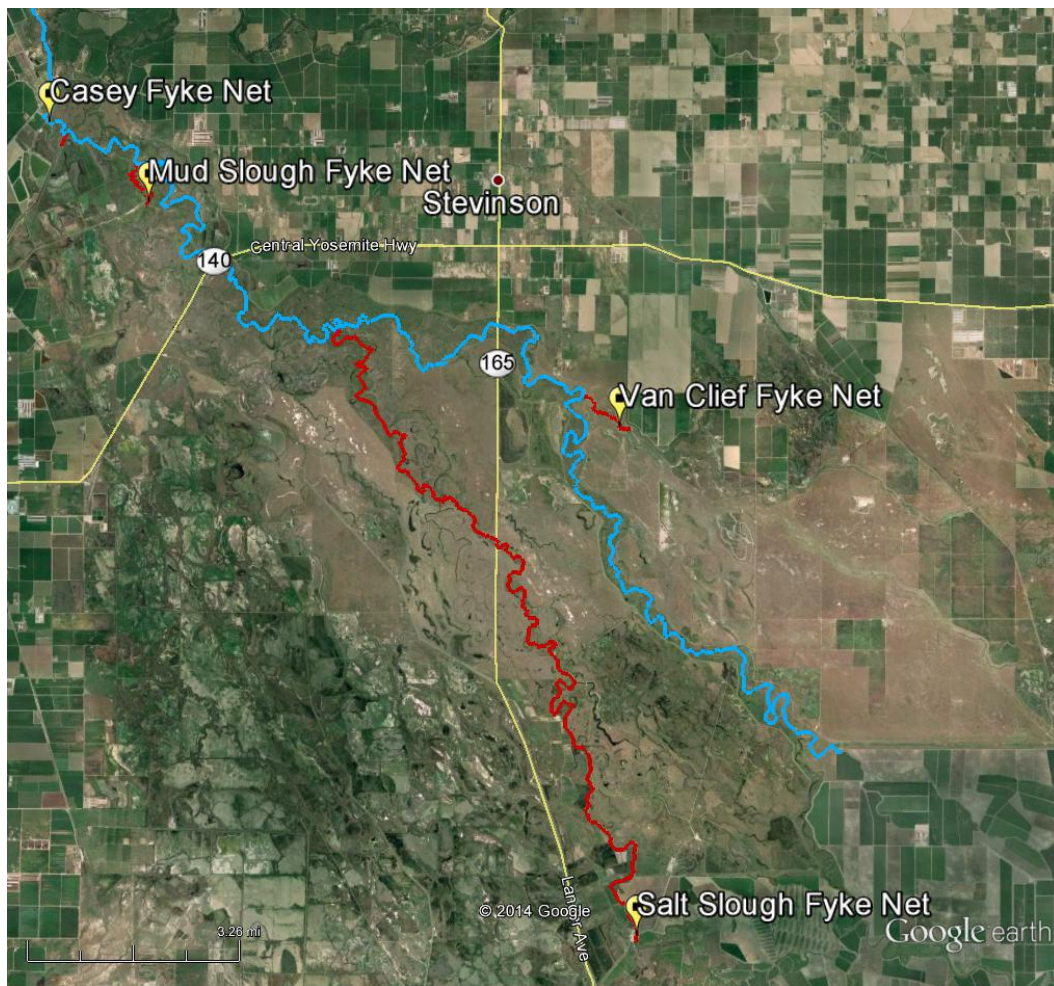 Casey Fyke Net
Mud Slough Fyke Net
Stevinson
Central Yosemite Hwy
140
165
Van Clief Fyke Net
Salt Slough Fyke Net
Lander Ave
© 2014 Google
Google earth
3.26 mi